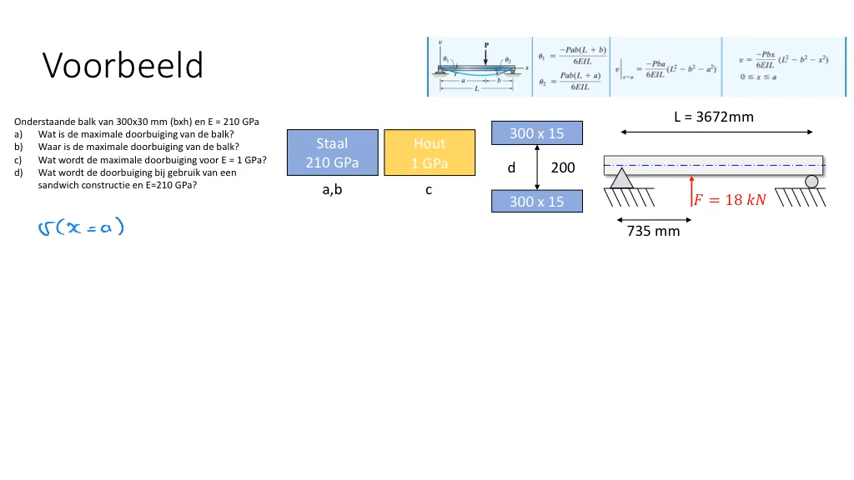 Voorbeeld
v
P
θ₁
θ₂
x
a
b
L
θ₁ = -Pab(L + b) / 6EIL
θ₂ = Pab(L + a) / 6EIL
v|ₓ₌ₐ = -Pba / 6EIL (L² - b² - a²)
v = -Pbx / 6EIL (L² - b² - x²)
0 ≤ x ≤ a
Onderstaande balk van 300x30 mm (bxh) en E = 210 GPa
a) Wat is de maximale doorbuiging van de balk?
b) Waar is de maximale doorbuiging van de balk?
c) Wat wordt de maximale doorbuiging voor E = 1 GPa?
d) Wat wordt de doorbuiging bij gebruik van een
sandwich constructie en E=210 GPa?
Staal
210 GPa
a,b
Hout
1 GPa
c
300 x 15
d 200
300 x 15
L = 3672mm
F = 18 kN
735 mm
v(x=a)